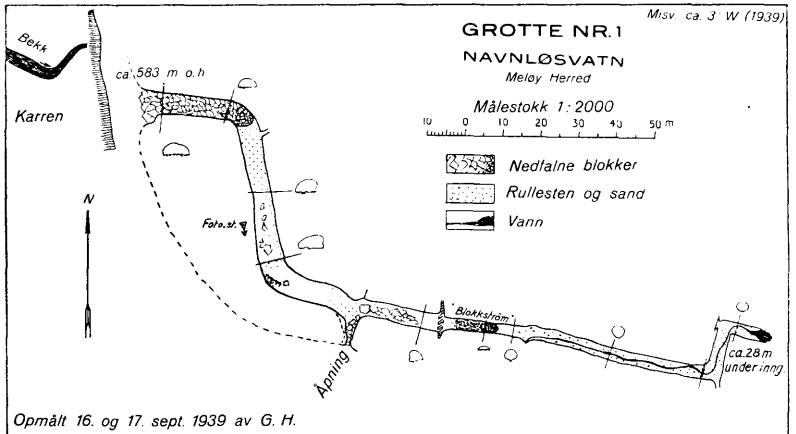 Misv. ca. 3° W (1939)
GROTTE NR. 1
NAVNLØSVATN
Meløy Herred
Målestokk 1 : 2000
10 0 10 20 30 40 50 m
Nedfalne blokker
Rullesten og sand
Vann
Bekk
ca. 583 m o.h
Karren
N
Foto.st.
"Blokkström"
Åpning
ca. 28 m
under inng.
Opmålt 16. og 17. sept. 1939 av G. H.